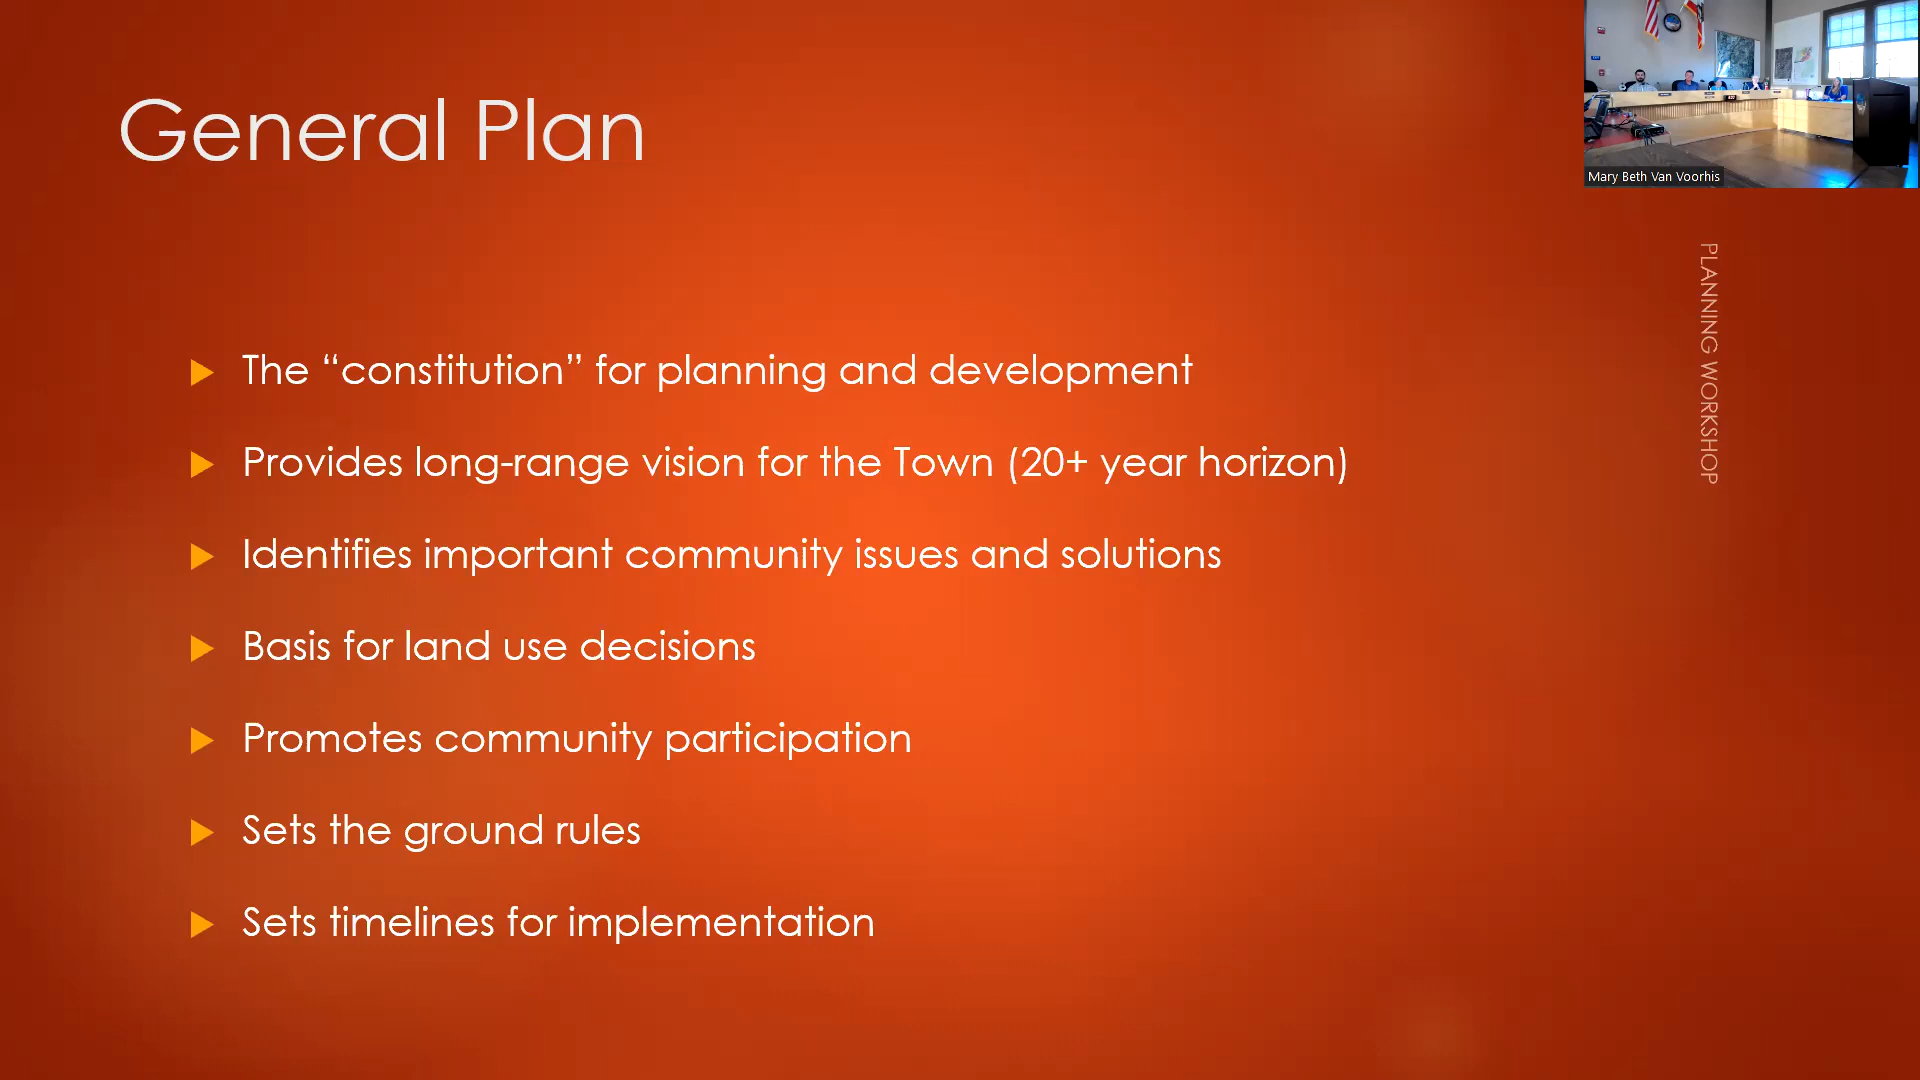 General Plan
Mary Beth Van Voorhis
PLANNING WORKSHOP
The “constitution” for planning and development
Provides long-range vision for the Town (20+ year horizon)
Identifies important community issues and solutions
Basis for land use decisions
Promotes community participation
Sets the ground rules
Sets timelines for implementation